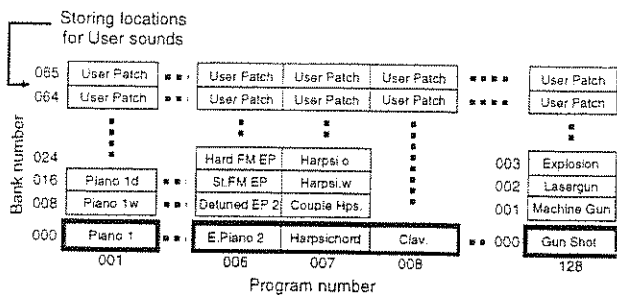 Storing locations
for User sounds
065 User Patch User Patch User Patch User Patch User Patch
064 User Patch User Patch User Patch User Patch User Patch
024 Hard FM EP Harpsi.o 003 Explosion
016 Piano 1d St.FM EP Harpsi.w 002 Lasergun
008 Piano 1w Detuned EP 2 Couple Hps. 001 Machine Gun
000 Piano 1 E.Piano 2 Harpsichord Clav. 000 Gun Shot
001 006 007 008 128
Bank number
Program number